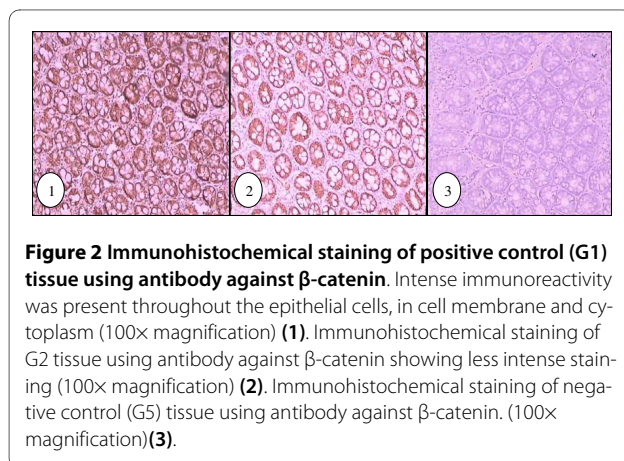 1 2 3
Figure 2 Immunohistochemical staining of positive control (G1)
tissue using antibody against β-catenin. Intense immunoreactivity
was present throughout the epithelial cells, in cell membrane and cy-
toplasm (100× magnification) (1). Immunohistochemical staining of
G2 tissue using antibody against β-catenin showing less intense stain-
ing (100× magnification) (2). Immunohistochemical staining of nega-
tive control (G5) tissue using antibody against β-catenin. (100×
magnification)(3).